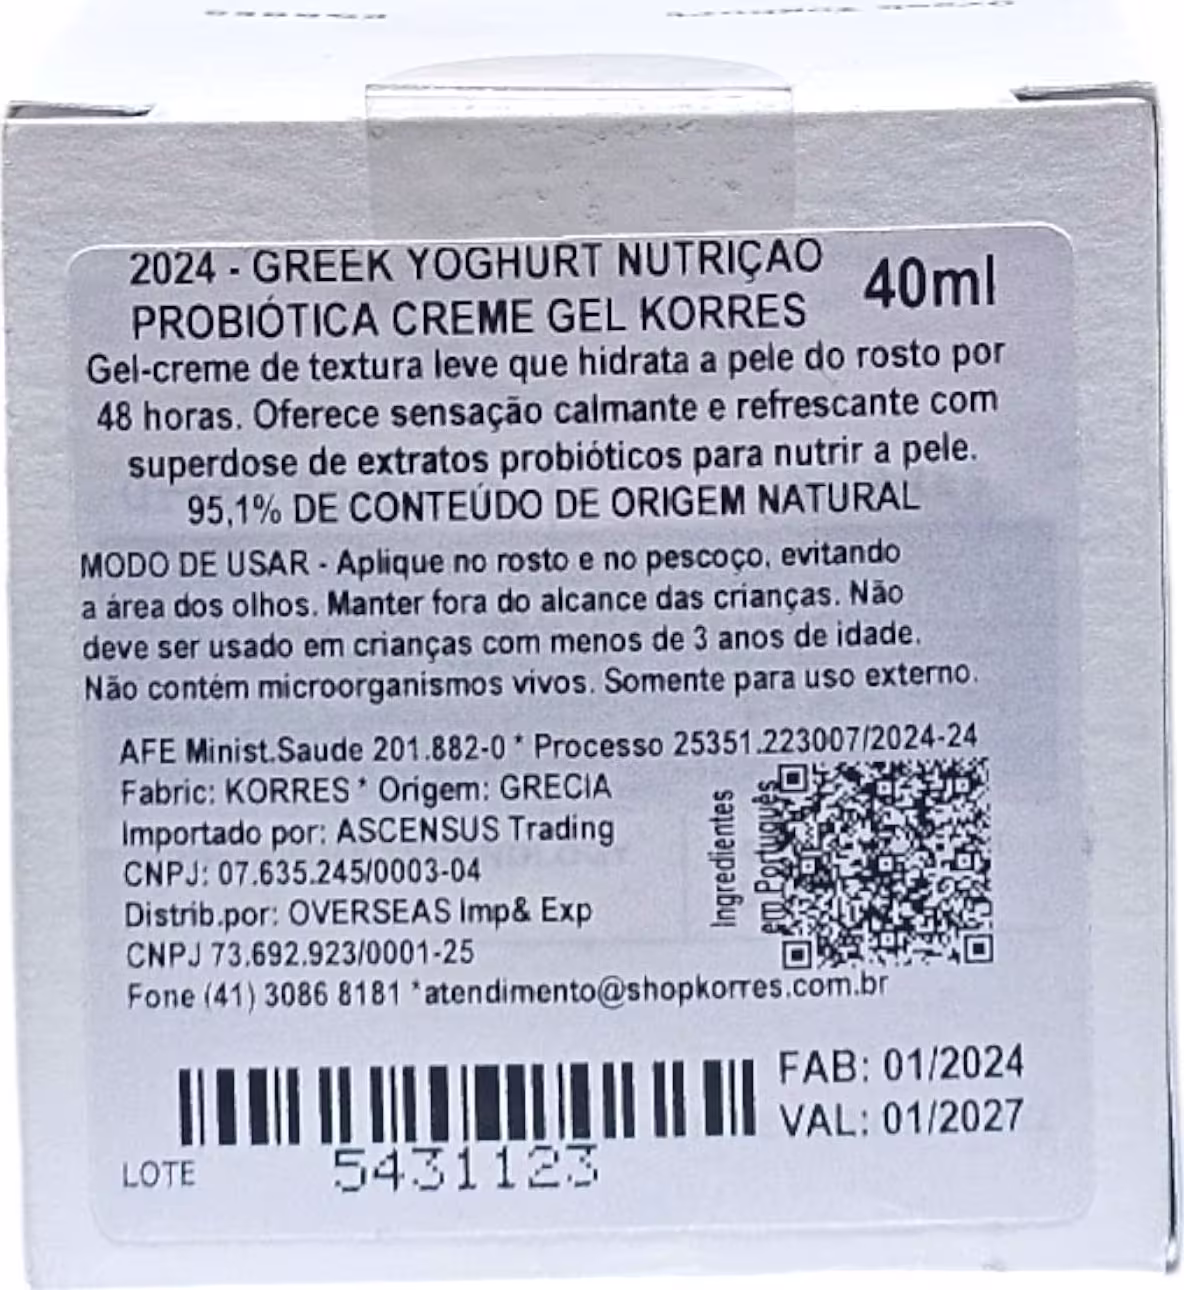 KORRES
Greek Yoghurt
2024 - GREEK YOGHURT NUTRIÇAO
PROBIÓTICA CREME GEL KORRES
40ml
Gel-creme de textura leve que hidrata a pele do rosto por
48 horas. Oferece sensação calmante e refrescante com
superdose de extratos probióticos para nutrir a pele.
95,1% DE CONTEÚDO DE ORIGEM NATURAL
MODO DE USAR - Aplique no rosto e no pescoço, evitando
a área dos olhos. Manter fora do alcance das crianças. Não
deve ser usado em crianças com menos de 3 anos de idade.
Não contém microorganismos vivos. Somente para uso externo.
AFE Minist.Saude 201.882-0 * Processo 25351.223007/2024-24
Fabric: KORRES * Origem: GRECIA
Importado por: ASCENSUS Trading
CNPJ: 07.635.245/0003-04
Distrib.por: OVERSEAS Imp& Exp
CNPJ 73.692.923/0001-25
Fone (41) 3086 8181 *atendimento@shopkorres.com.br
Ingredientes
em Português
FAB: 01/2024
VAL: 01/2027
LOTE
5431123